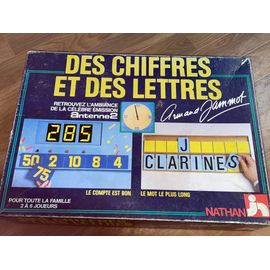 DES CHIFFRES
ET DES LETTRES
RETROUVEZ L'AMBIANCE
DE LA CÉLÈBRE ÉMISSION
antenne2
Armand Jammot
285
50 2 10 8 4
75
J
CLARINES
LE COMPTE EST BON
LE MOT LE PLUS LONG
POUR TOUTE LA FAMILLE
2 À 6 JOUEURS
NATHAN